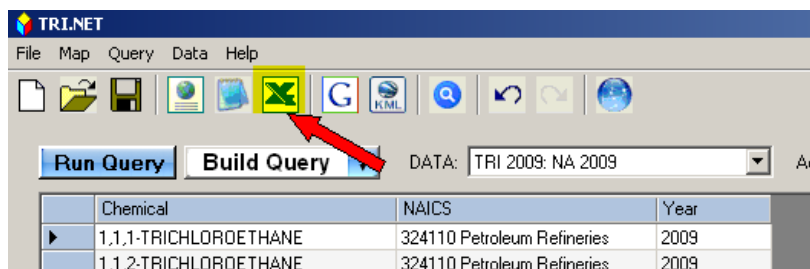 TRI.NET
File Map Query Data Help
G KML
Run Query Build Query DATA: TRI 2009: NA 2009
Chemical NAICS Year
1,1,1-TRICHLOROETHANE 324110 Petroleum Refineries 2009
1,1,2-TRICHLOROETHANE 324110 Petroleum Refineries 2009